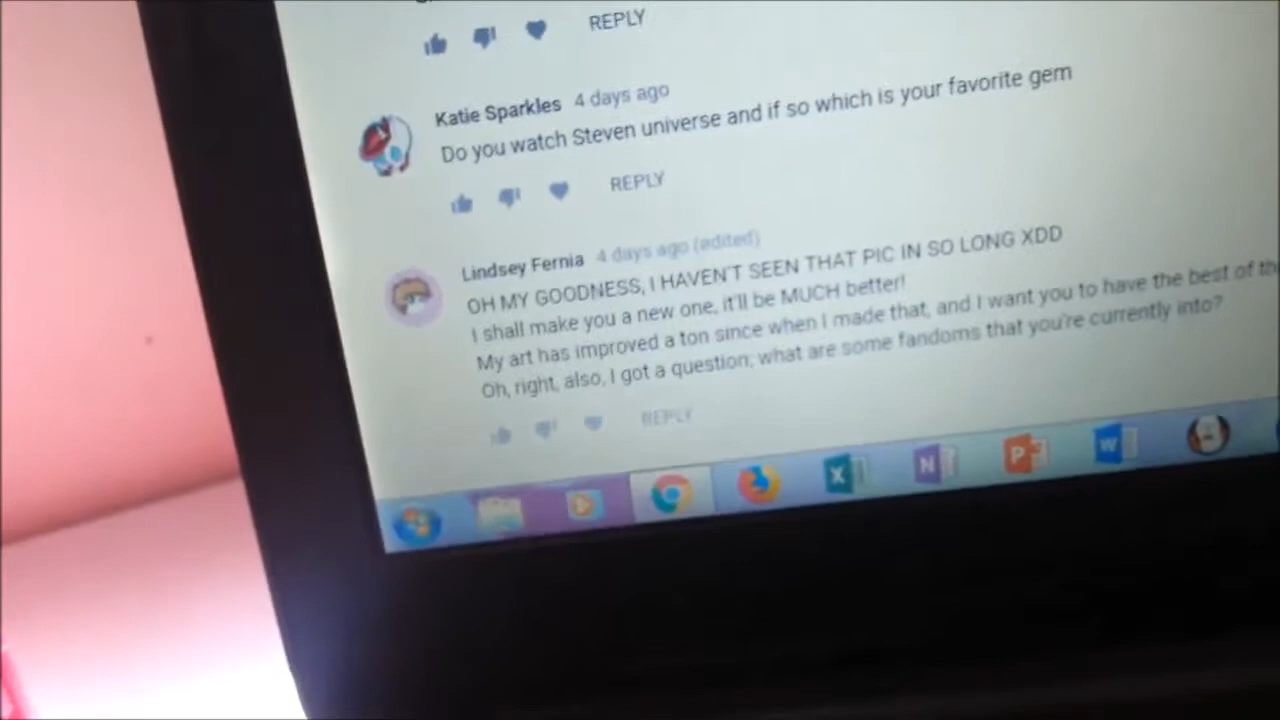 REPLY
Katie Sparkles 4 days ago
Do you watch Steven universe and if so which is your favorite gem
REPLY
Lindsey Fernia 4 days ago (edited)
OH MY GOODNESS, I HAVEN'T SEEN THAT PIC IN SO LONG XDD
I shall make you a new one, it'll be MUCH better!
My art has improved a ton since when I made that, and I want you to have the best of
Oh, right, also, I got a question; what are some fandoms that you're currently into?
REPLY
X N P W